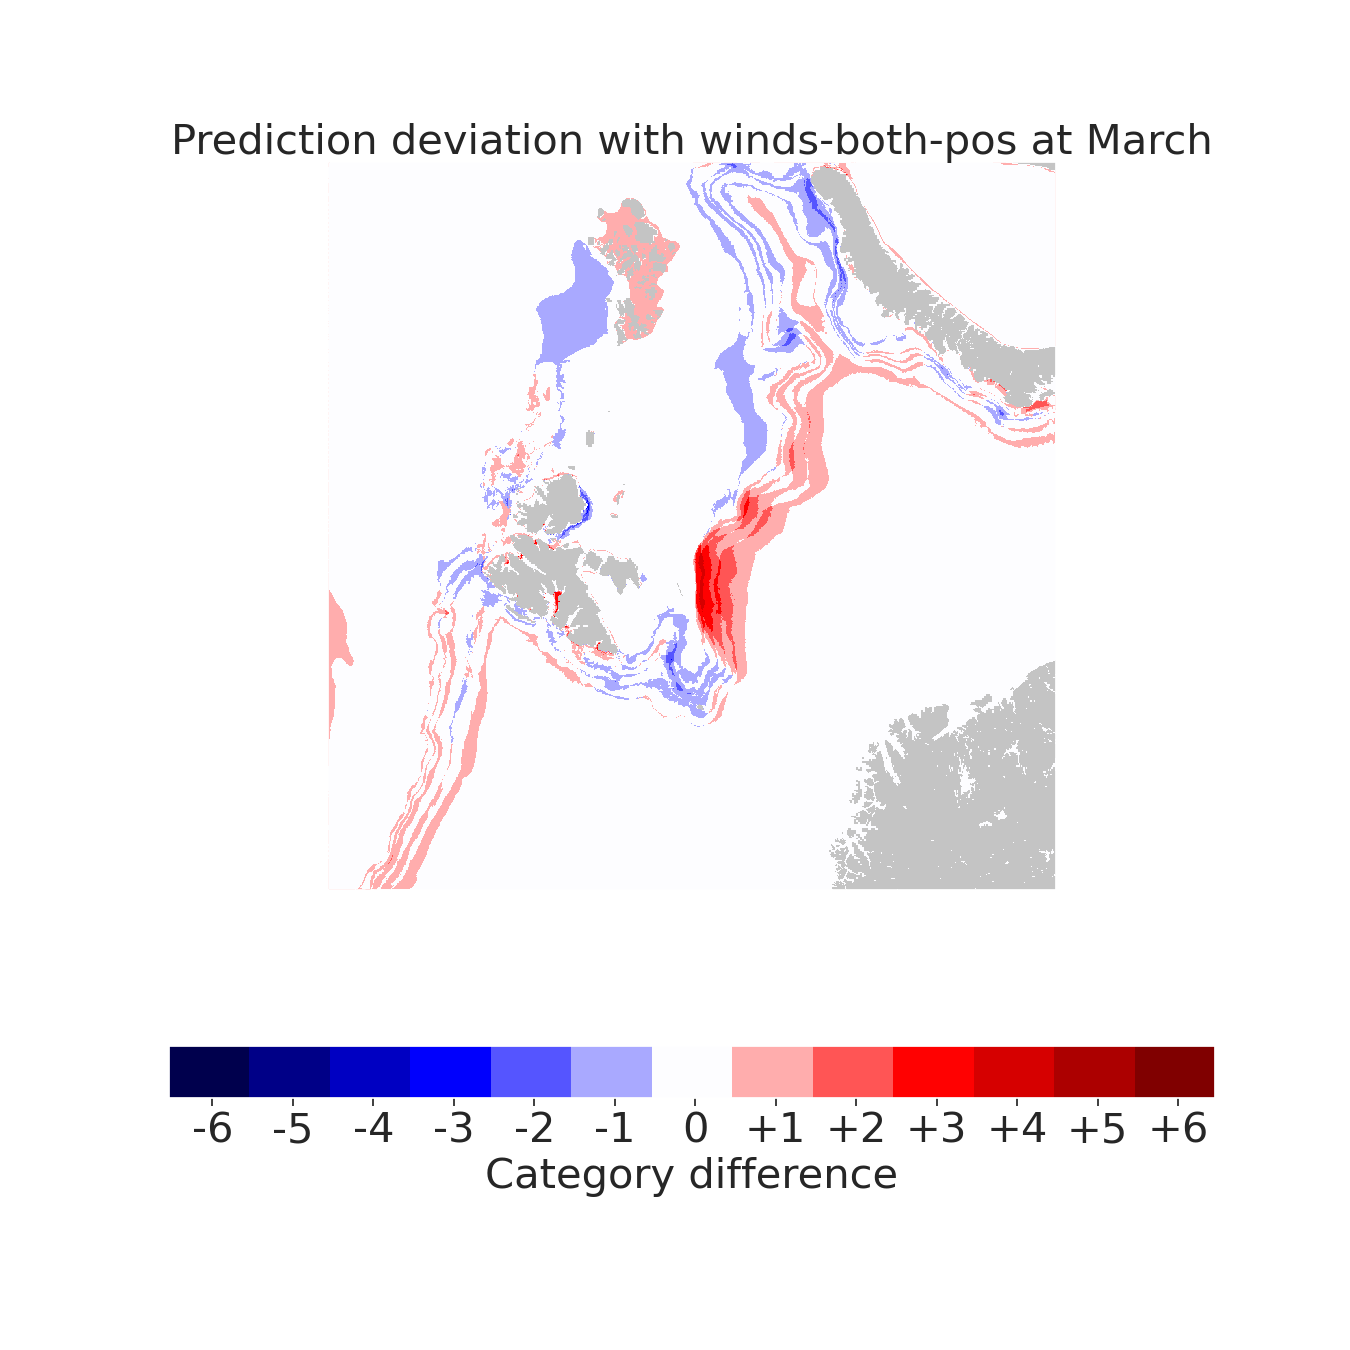 Prediction deviation with winds-both-pos at March
-6 -5 -4 -3 -2 -1 0 +1 +2 +3 +4 +5 +6
Category difference